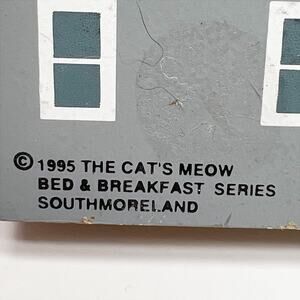 © 1995 THE CAT'S MEOW
BED & BREAKFAST SERIES
SOUTHMORELAND